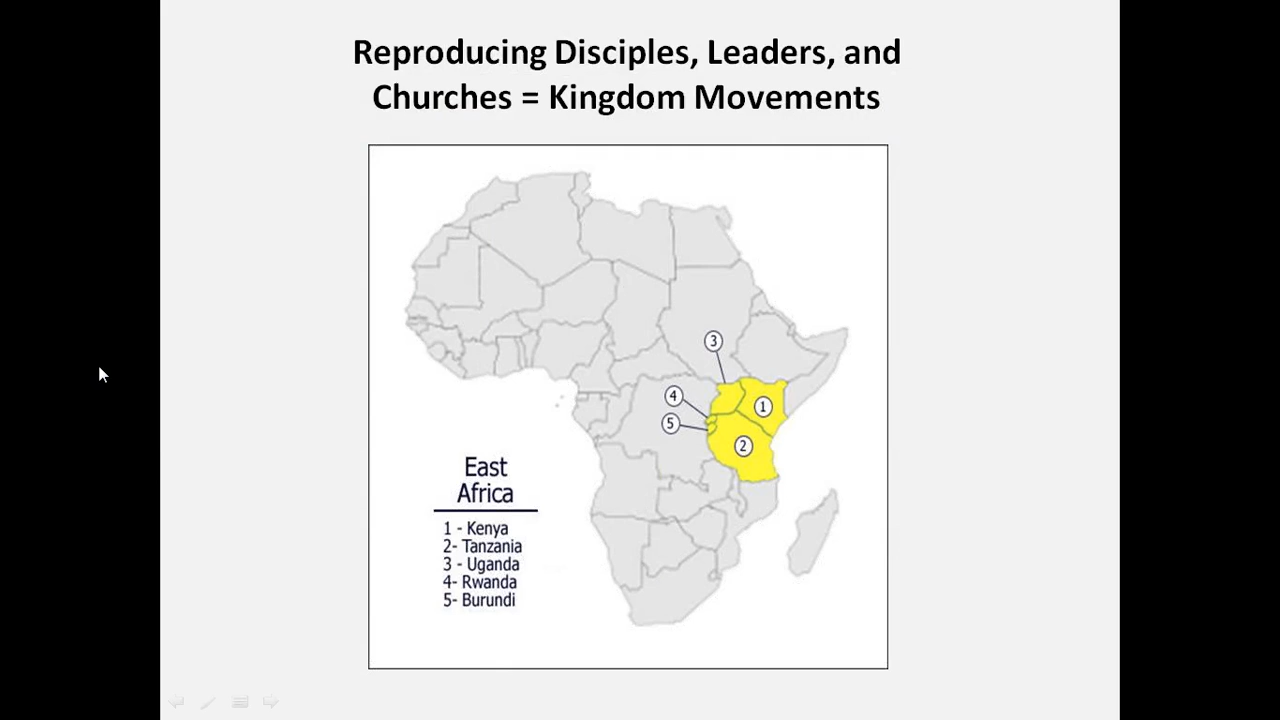 Reproducing Disciples, Leaders, and
Churches = Kingdom Movements
3
4
1
5
2
East
Africa
1 - Kenya
2- Tanzania
3 - Uganda
4- Rwanda
5- Burundi